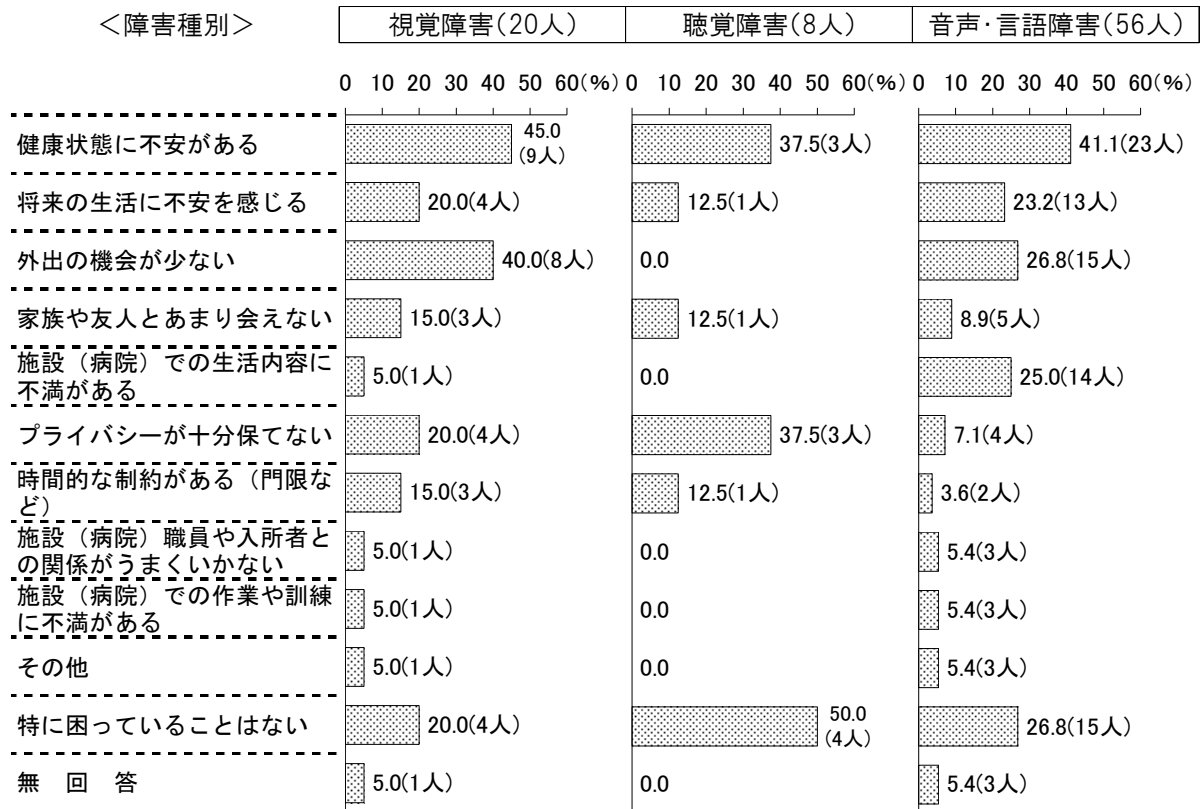 ＜障害種別＞ 視覚障害(20人) 聴覚障害(8人) 音声・言語障害(56人)
0 10 20 30 40 50 60(%) 0 10 20 30 40 50 60(%) 0 10 20 30 40 50 60(%)
健康状態に不安がある 45.0(9人) 37.5(3人) 41.1(23人)
将来の生活に不安を感じる 20.0(4人) 12.5(1人) 23.2(13人)
外出の機会が少ない 40.0(8人) 0.0 26.8(15人)
家族や友人とあまり会えない 15.0(3人) 12.5(1人) 8.9(5人)
施設（病院）での生活内容に
不満がある 5.0(1人) 0.0 25.0(14人)
プライバシーが十分保てない 20.0(4人) 37.5(3人) 7.1(4人)
時間的な制約がある（門限な
ど） 15.0(3人) 12.5(1人) 3.6(2人)
施設（病院）職員や入所者と
の関係がうまくいかない 5.0(1人) 0.0 5.4(3人)
施設（病院）での作業や訓練
に不満がある 5.0(1人) 0.0 5.4(3人)
その他 5.0(1人) 0.0 5.4(3人)
特に困っていることはない 20.0(4人) 50.0(4人) 26.8(15人)
無 回 答 5.0(1人) 0.0 5.4(3人)